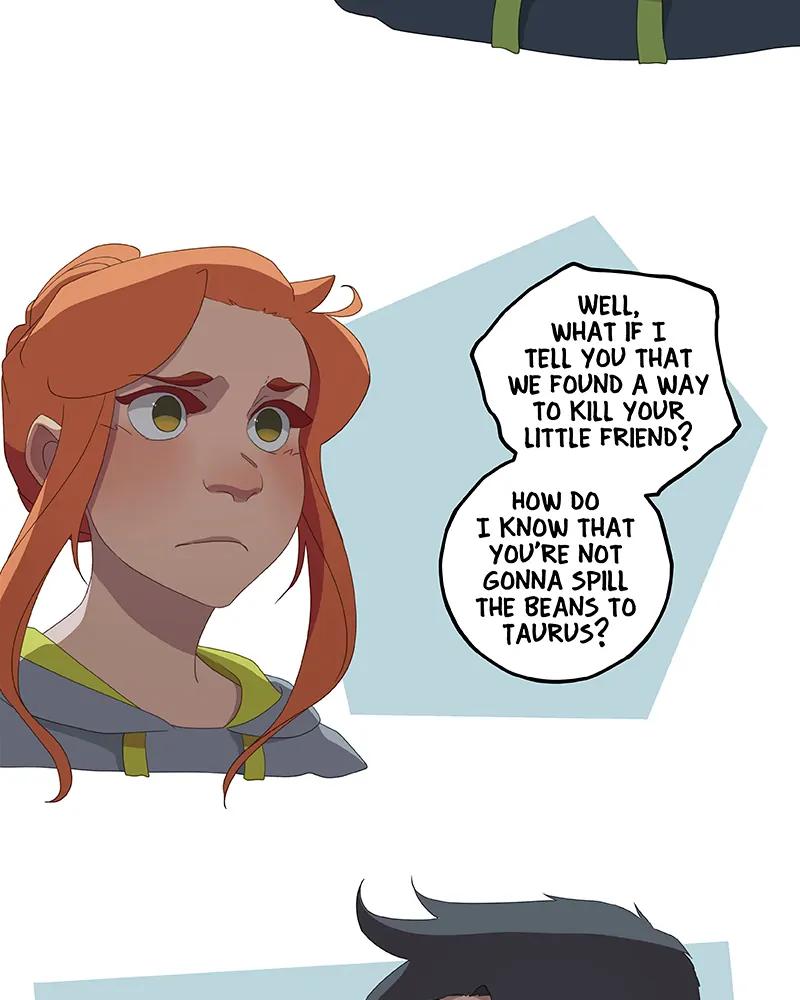 WELL,
WHAT IF I
TELL YOU THAT
WE FOUND A WAY
TO KILL YOUR
LITTLE FRIEND?
HOW DO
I KNOW THAT
YOU'RE NOT
GONNA SPILL
THE BEANS TO
TAURUS?